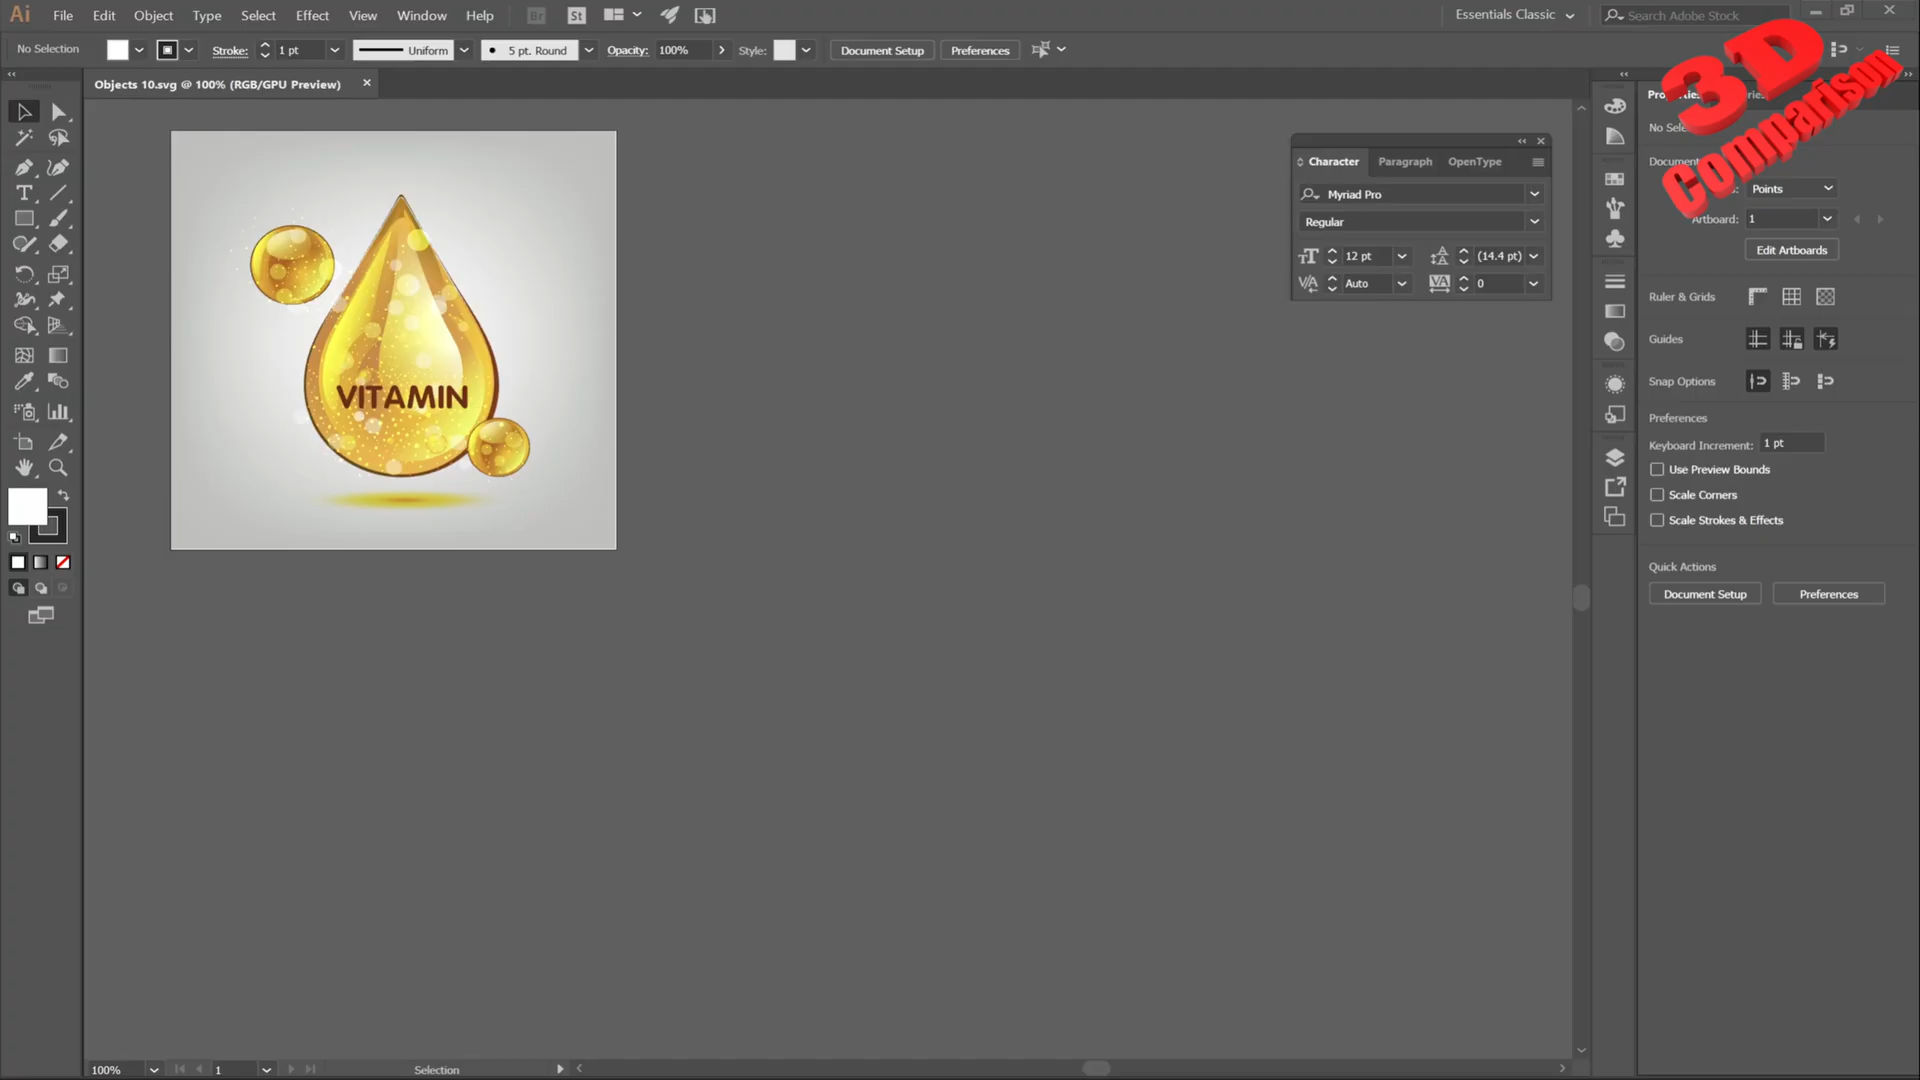 Ai File Edit Object Type Select Effect View Window Help Br St Essentials Classic Search Adobe Stock
No Selection Stroke: 1 pt Uniform 5 pt. Round Opacity: 100% Style: Document Setup Preferences
Objects 10.svg @ 100% (RGB/GPU Preview)
3D
Comparison
VITAMIN
Character Paragraph OpenType
Myriad Pro
Regular
12 pt (14.4 pt)
Auto 0
Points
Artboard: 1
Edit Artboards
Ruler & Grids
Guides
Snap Options
Preferences
Keyboard Increment: 1 pt
Use Preview Bounds
Scale Corners
Scale Strokes & Effects
Quick Actions
Document Setup Preferences
100% 1 Selection